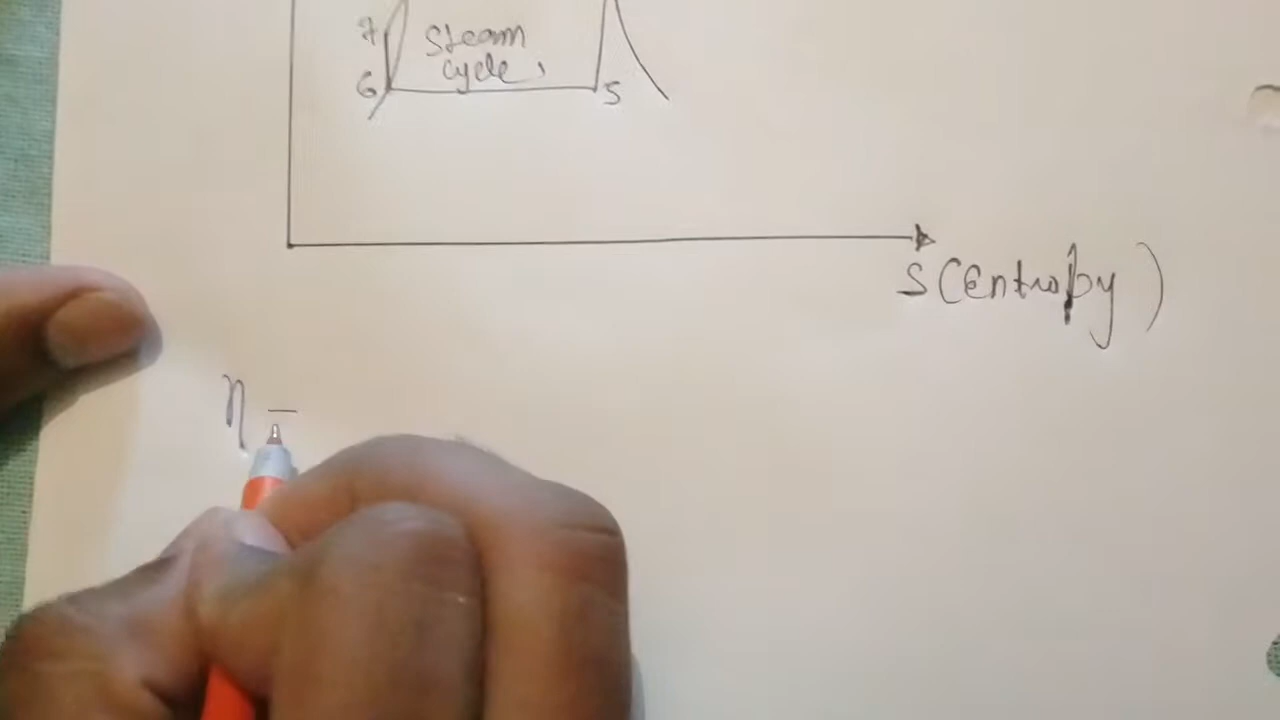 7 Steam
cycle,
6 5
S (Entropy)
η =